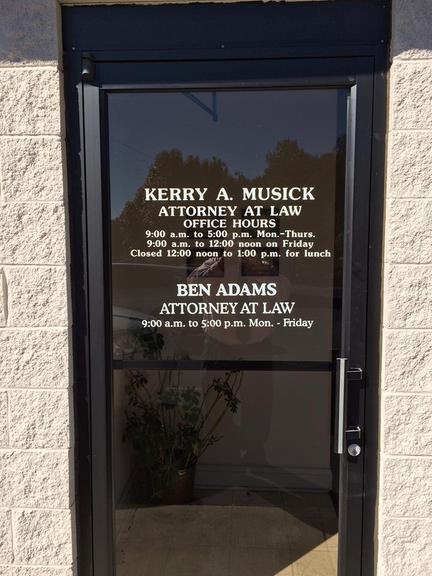 KERRY A. MUSICK
ATTORNEY AT LAW
OFFICE HOURS
9:00 a.m. to 5:00 p.m. Mon.-Thurs.
9:00 a.m. to 12:00 noon on Friday
Closed 12:00 noon to 1:00 p.m. for lunch
BEN ADAMS
ATTORNEY AT LAW
9:00 a.m. to 5:00 p.m. Mon. - Friday